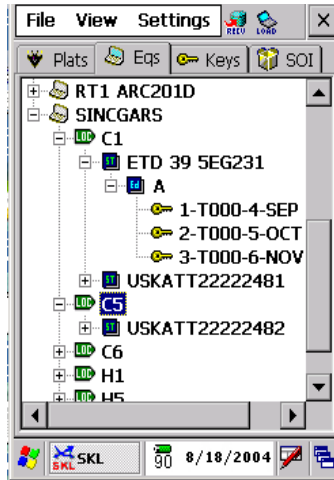 File View Settings RECV LOAD X
Plats Eqs Keys SOI
RT1 ARC201D
SINCGARS
LOC C1
ST ETD 39 5EG231
Ed A
1-T000-4-SEP
2-T000-5-OCT
3-T000-6-NOV
ST USKATT22222481
LOC C5
ST USKATT22222482
LOC C6
LOC H1
LOC H5
SKL SKL 90 8/18/2004